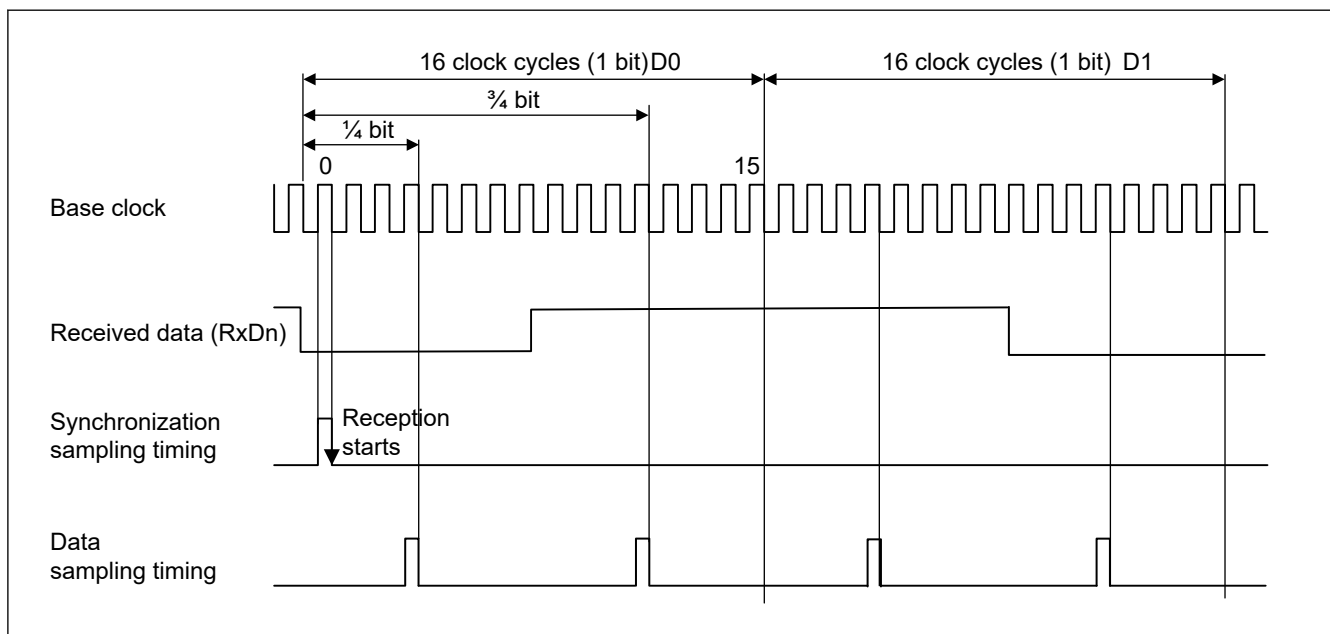 16 clock cycles (1 bit) D0
16 clock cycles (1 bit) D1
¾ bit
¼ bit
0
15
Base clock
Received data (RxDn)
Synchronization
sampling timing
Reception
starts
Data
sampling timing